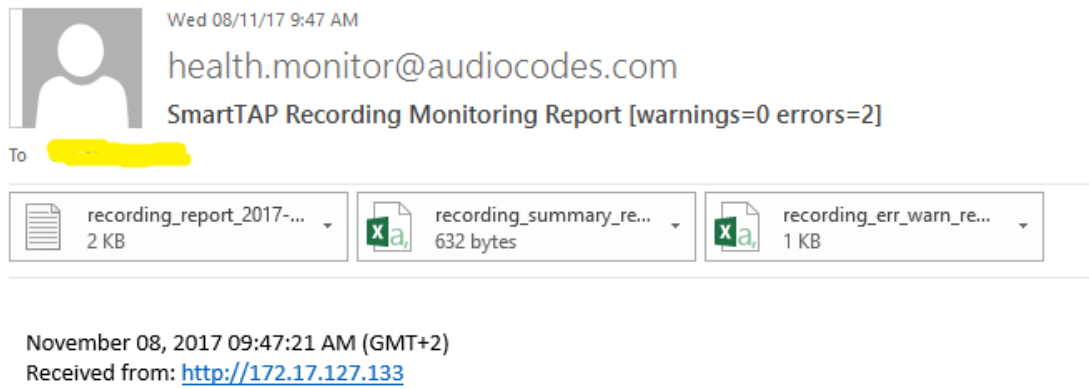 Wed 08/11/17 9:47 AM
health.monitor@audiocodes.com
SmartTAP Recording Monitoring Report [warnings=0 errors=2]
To
recording_report_2017-...
2 KB
recording_summary_re...
632 bytes
recording_err_warn_re...
1 KB
November 08, 2017 09:47:21 AM (GMT+2)
Received from: http://172.17.127.133